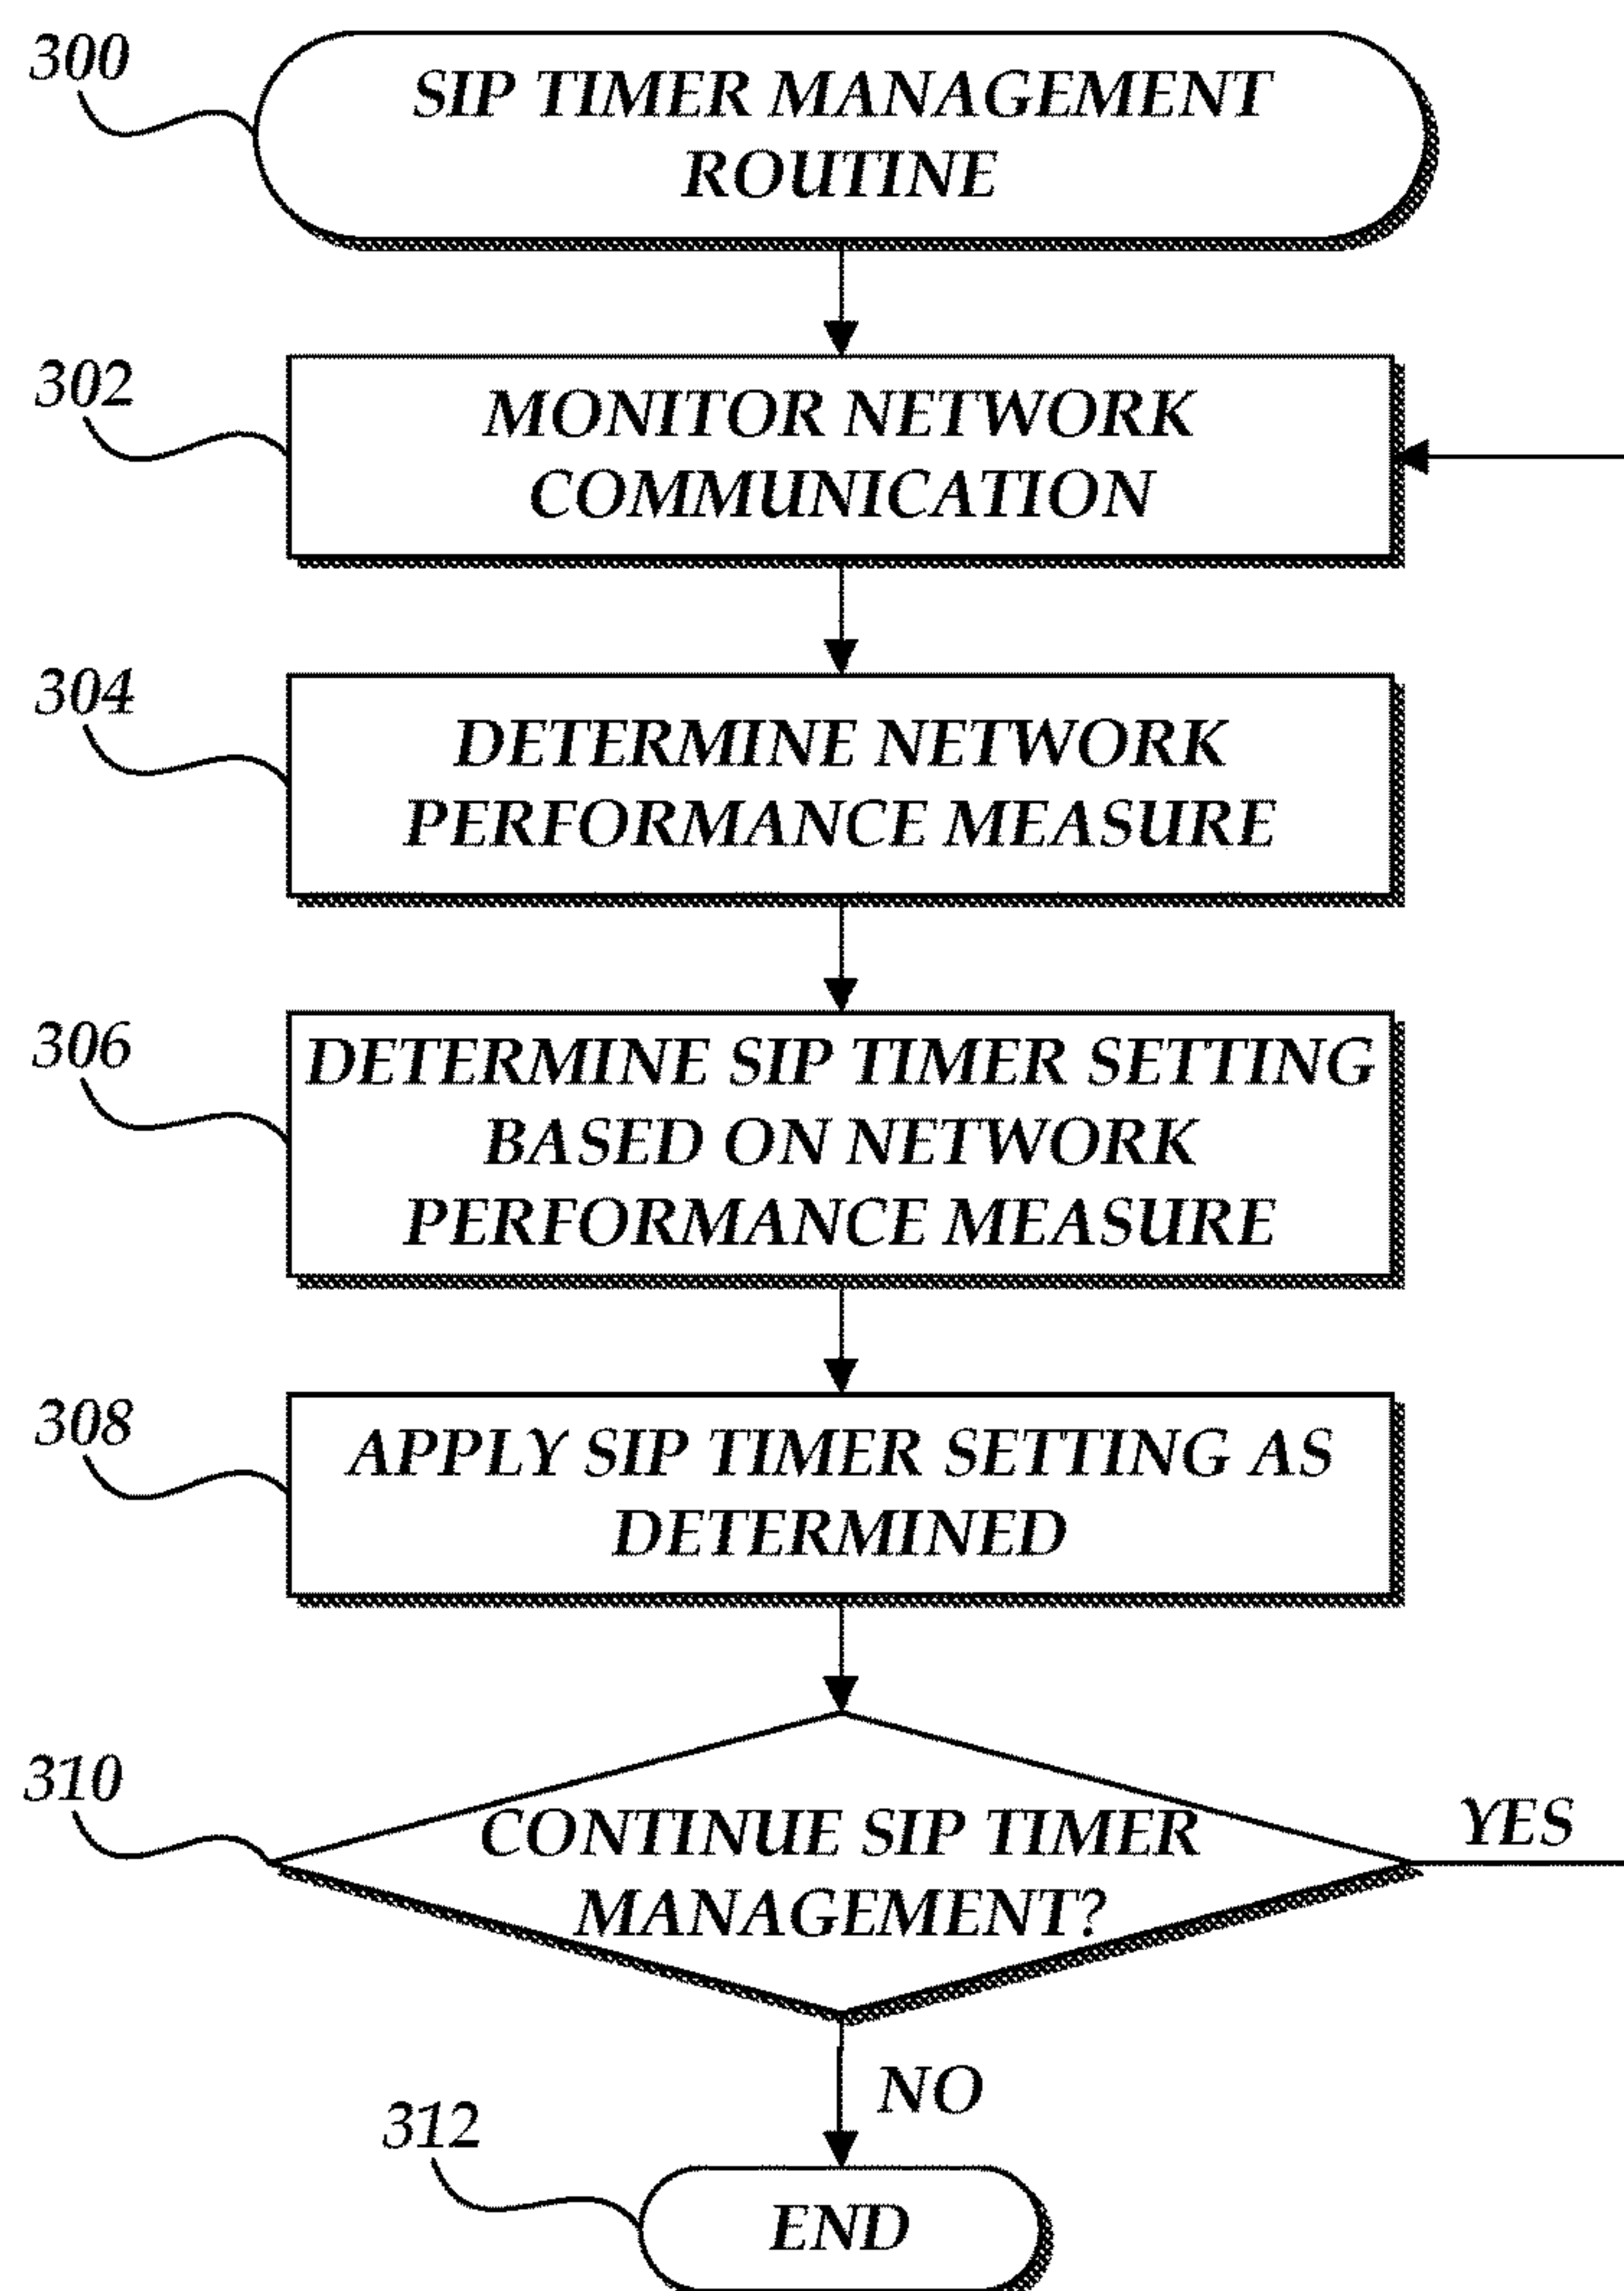 300
SIP TIMER MANAGEMENT
ROUTINE
302
MONITOR NETWORK
COMMUNICATION
304
DETERMINE NETWORK
PERFORMANCE MEASURE
306
DETERMINE SIP TIMER SETTING
BASED ON NETWORK
PERFORMANCE MEASURE
308
APPLY SIP TIMER SETTING AS
DETERMINED
310
CONTINUE SIP TIMER
MANAGEMENT?
YES
NO
312
END